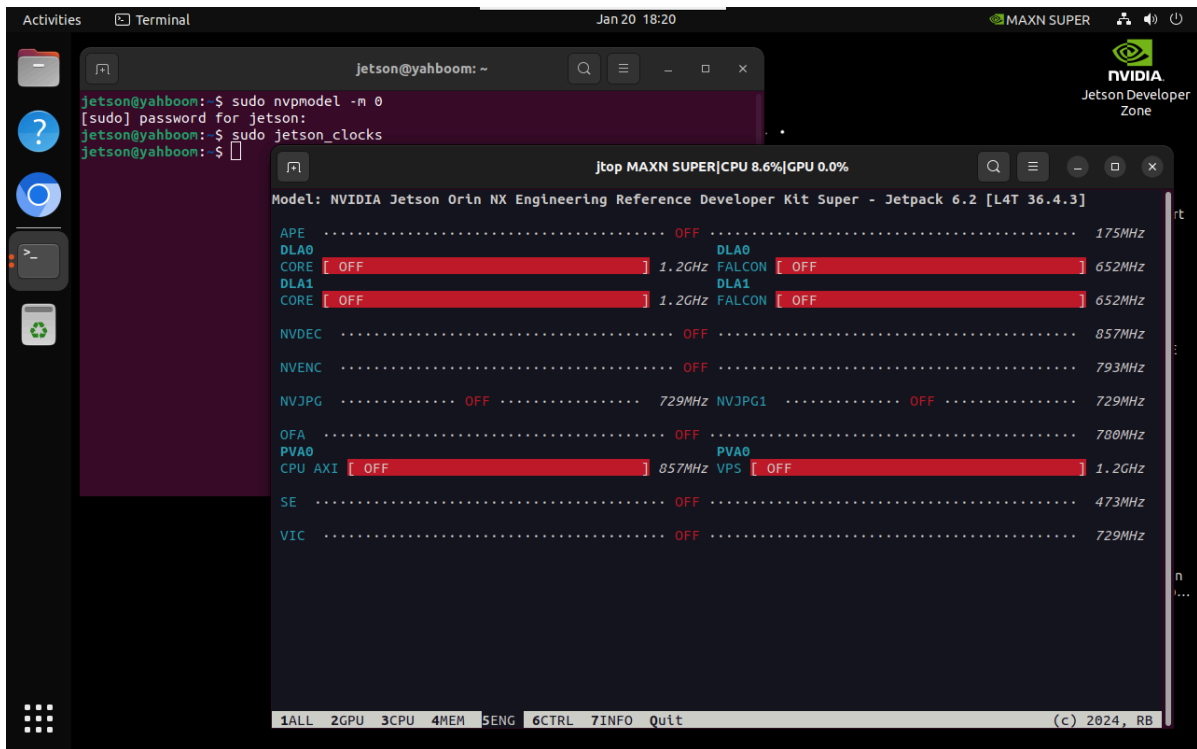 Activities Terminal Jan 20 18:20 MAXN SUPER
jetson@yahboom: ~
jetson@yahboom:~$ sudo nvpmodel -m 0
[sudo] password for jetson:
jetson@yahboom:~$ sudo jetson_clocks
jetson@yahboom:~$
NVIDIA.
Jetson Developer
Zone
jtop MAXN SUPER|CPU 8.6%|GPU 0.0%
Model: NVIDIA Jetson Orin NX Engineering Reference Developer Kit Super - Jetpack 6.2 [L4T 36.4.3]
APE OFF 175MHz
DLA0 DLA0
CORE [ OFF ] 1.2GHz FALCON [ OFF ] 652MHz
DLA1 DLA1
CORE [ OFF ] 1.2GHz FALCON [ OFF ] 652MHz
NVDEC OFF 857MHz
NVENC OFF 793MHz
NVJPG OFF 729MHz NVJPG1 OFF 729MHz
OFA OFF 780MHz
PVA0 PVA0
CPU AXI [ OFF ] 857MHz VPS [ OFF ] 1.2GHz
SE OFF 473MHz
VIC OFF 729MHz
1ALL 2GPU 3CPU 4MEM 5ENG 6CTRL 7INFO Quit (c) 2024, RB
rt
n